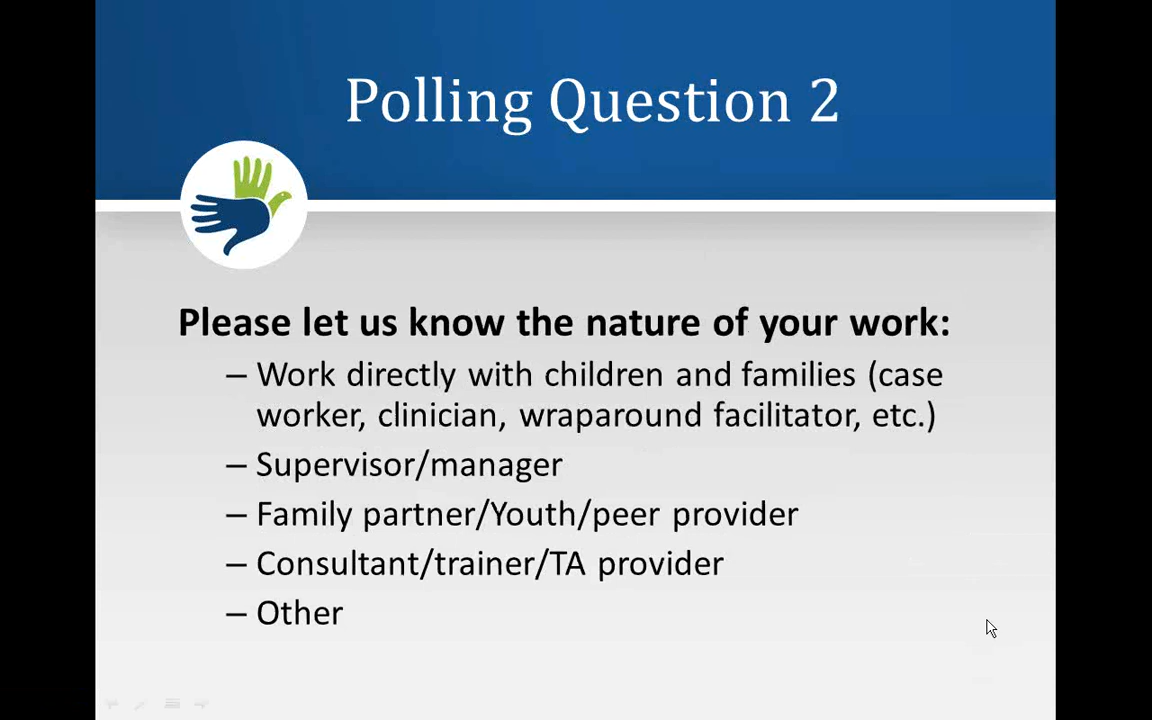 Polling Question 2
Please let us know the nature of your work:
– Work directly with children and families (case
worker, clinician, wraparound facilitator, etc.)
– Supervisor/manager
– Family partner/Youth/peer provider
– Consultant/trainer/TA provider
– Other